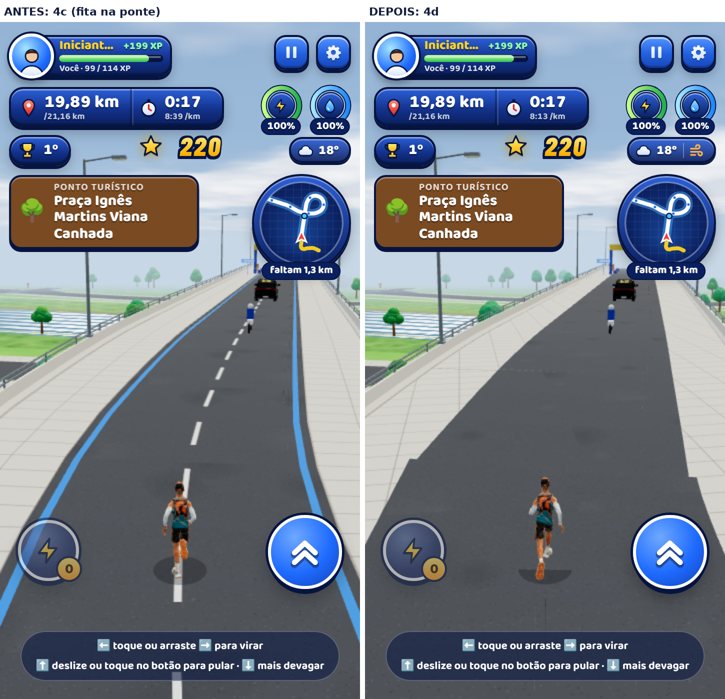 ANTES: 4c (fita na ponte)
Iniciant... +199 XP
Você · 99 / 114 XP
19,89 km
/21,16 km
0:17
8:39 /km
100%
100%
1°
220
18°
PONTO TURÍSTICO
Praça Ignês
Martins Viana
Canhada
faltam 1,3 km
0
⬅ toque ou arraste ➡ para virar
⬆ deslize ou toque no botão para pular · ⬇ mais devagar
DEPOIS: 4d
Iniciant... +199 XP
Você · 99 / 114 XP
19,89 km
/21,16 km
0:17
8:13 /km
100%
100%
1°
220
18°
PONTO TURÍSTICO
Praça Ignês
Martins Viana
Canhada
faltam 1,3 km
0
⬅ toque ou arraste ➡ para virar
⬆ deslize ou toque no botão para pular · ⬇ mais devagar